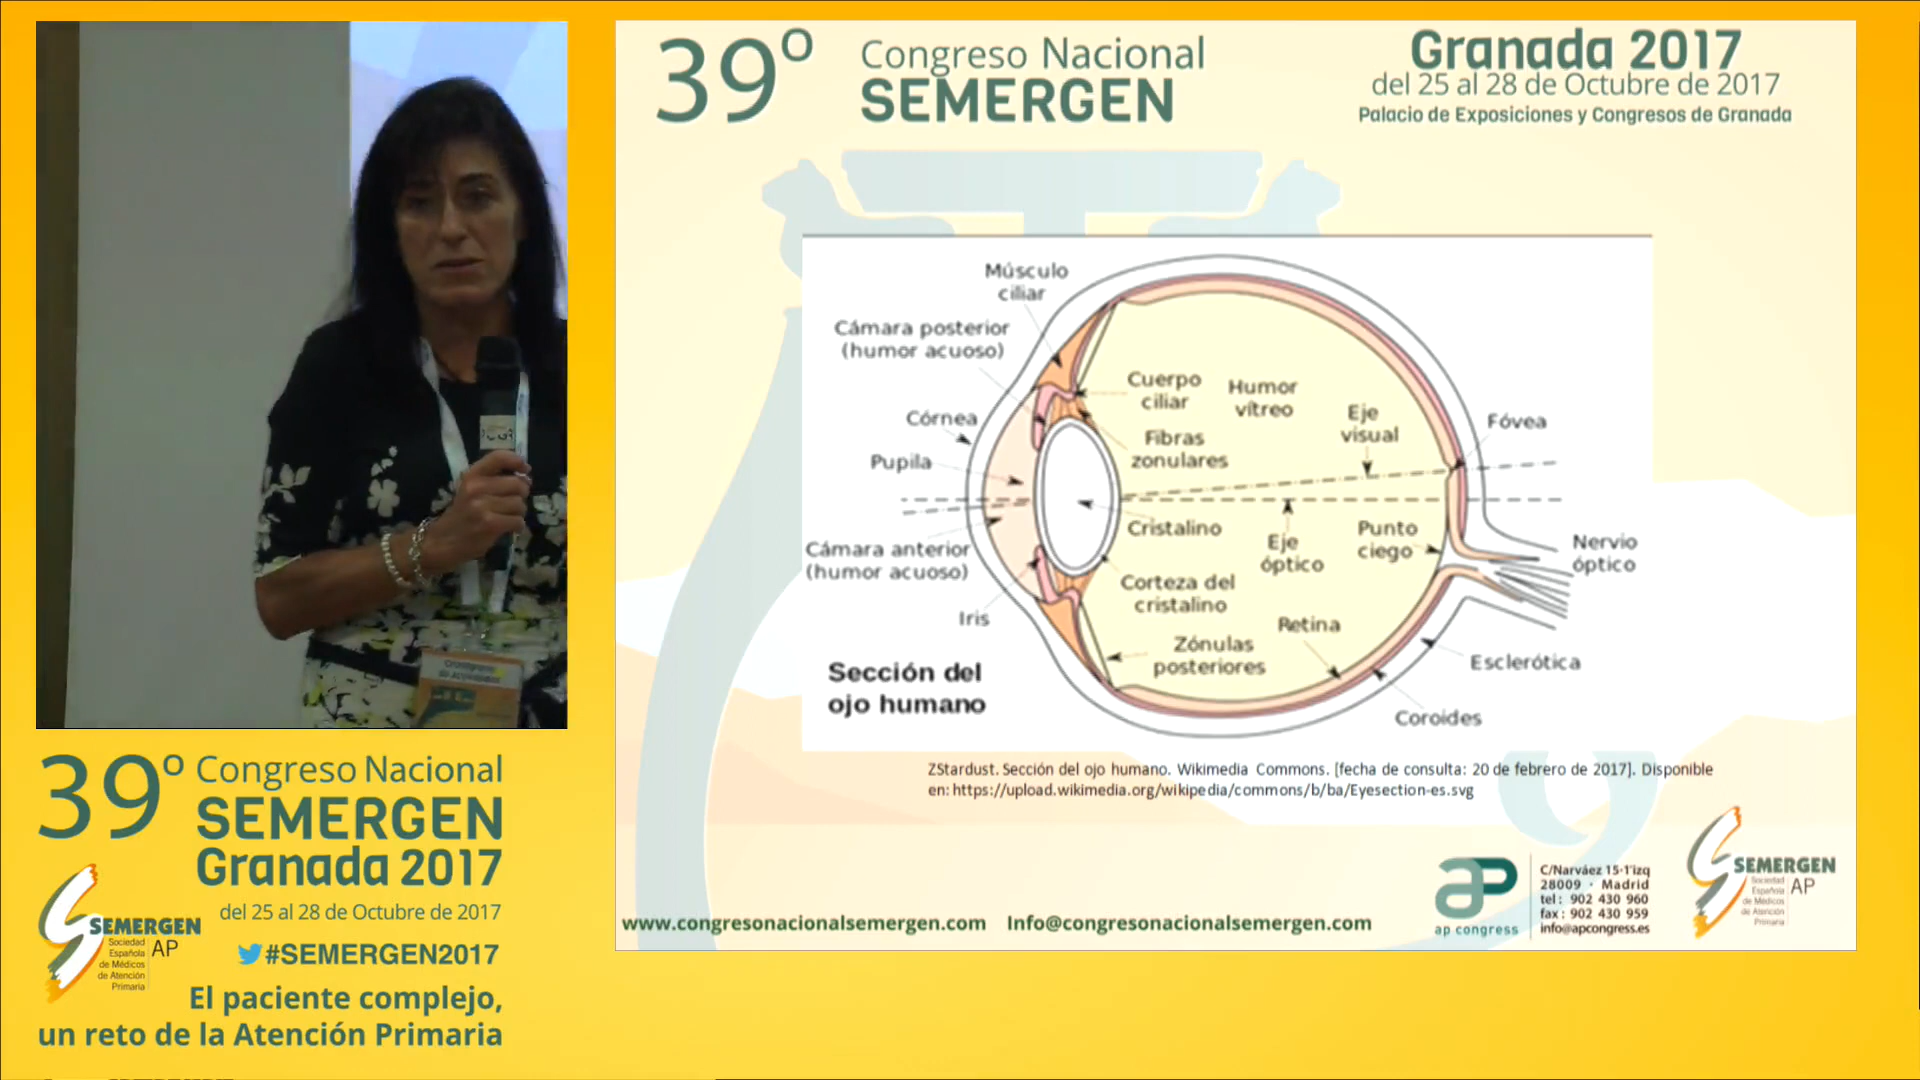 39º
Congreso Nacional
SEMERGEN
Granada 2017
del 25 al 28 de Octubre de 2017
Palacio de Exposiciones y Congresos de Granada
Músculo
ciliar
Cámara posterior
(humor acuoso)
Córnea
Pupila
Cámara anterior
(humor acuoso)
Iris
Sección del
ojo humano
Cuerpo
ciliar
Humor
vítreo
Eje
visual
Fóvea
Fibras
zonulares
Cristalino
Eje
óptico
Punto
ciego
Nervio
óptico
Corteza del
cristalino
Retina
Zónulas
posteriores
Esclerótica
Coroides
ZStardust. Sección del ojo humano. Wikimedia Commons. [fecha de consulta: 20 de febrero de 2017]. Disponible
en: https://upload.wikimedia.org/wikipedia/commons/b/ba/Eyesection-es.svg
www.congresonacionalsemergen.com Info@congresonacionalsemergen.com
ap congress
C/Narváez 15-1ºizq
28009 · Madrid
tel: 902 430 960
fax: 902 430 959
info@apcongress.es
SEMERGEN
AP
Sociedad
Española
de Médicos
de Atención
Primaria
39º
Congreso Nacional
SEMERGEN
Granada 2017
del 25 al 28 de Octubre de 2017
SEMERGEN
AP
Sociedad
Española
de Médicos
de Atención
Primaria
#SEMERGEN2017
El paciente complejo,
un reto de la Atención Primaria